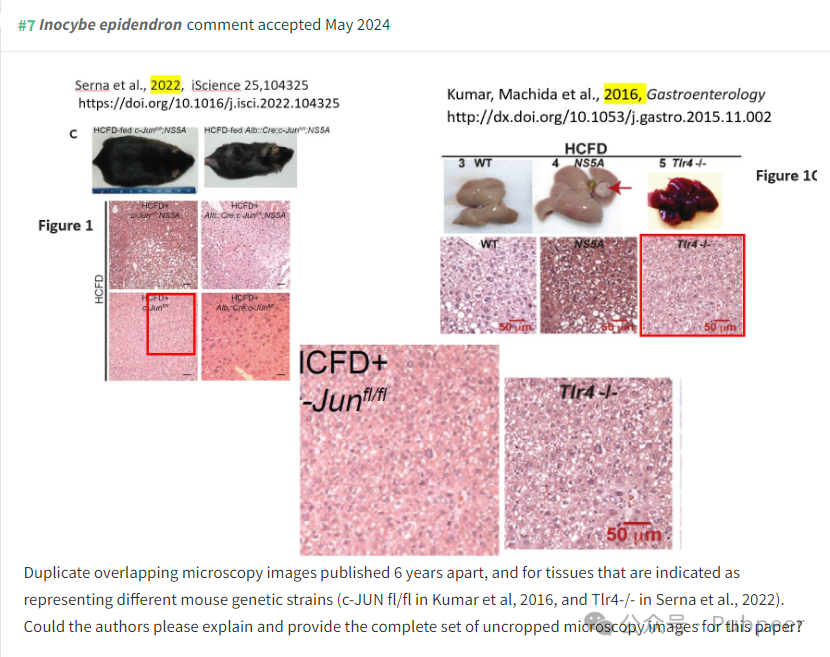 #7 Inocybe epidendron comment accepted May 2024
Serna et al., 2022, iScience 25,104325
https://doi.org/10.1016/j.isci.2022.104325
Kumar, Machida et al., 2016, Gastroenterology
http://dx.doi.org/10.1053/j.gastro.2015.11.002
C
HCFD-fed c-Jun fl/fl;NS5A HCFD-fed Alb::Cre;c-Jun fl/fl;NS5A
HCFD
3 WT 4 NS5A 5 Tlr4 -/-
Figure 1C
Figure 1
HCFD+ HCFD+
c-Jun fl/fl;NS5A Alb::Cre;c-Jun fl/fl;NS5A
WT NS5A Tlr4 -/-
50 μm 50 μm 50 μm
HCFD
HCFD+ HCFD+
c-Jun fl/fl Alb::Cre;c-Jun fl/fl
HCFD+
-Jun fl/fl
Tlr4 -/-
50 μm
Duplicate overlapping microscopy images published 6 years apart, and for tissues that are indicated as
representing different mouse genetic strains (c-JUN fl/fl in Kumar et al, 2016, and Tlr4-/- in Serna et al., 2022).
Could the authors please explain and provide the complete set of uncropped microscopy images for this paper?
公众号 · Pubpeer